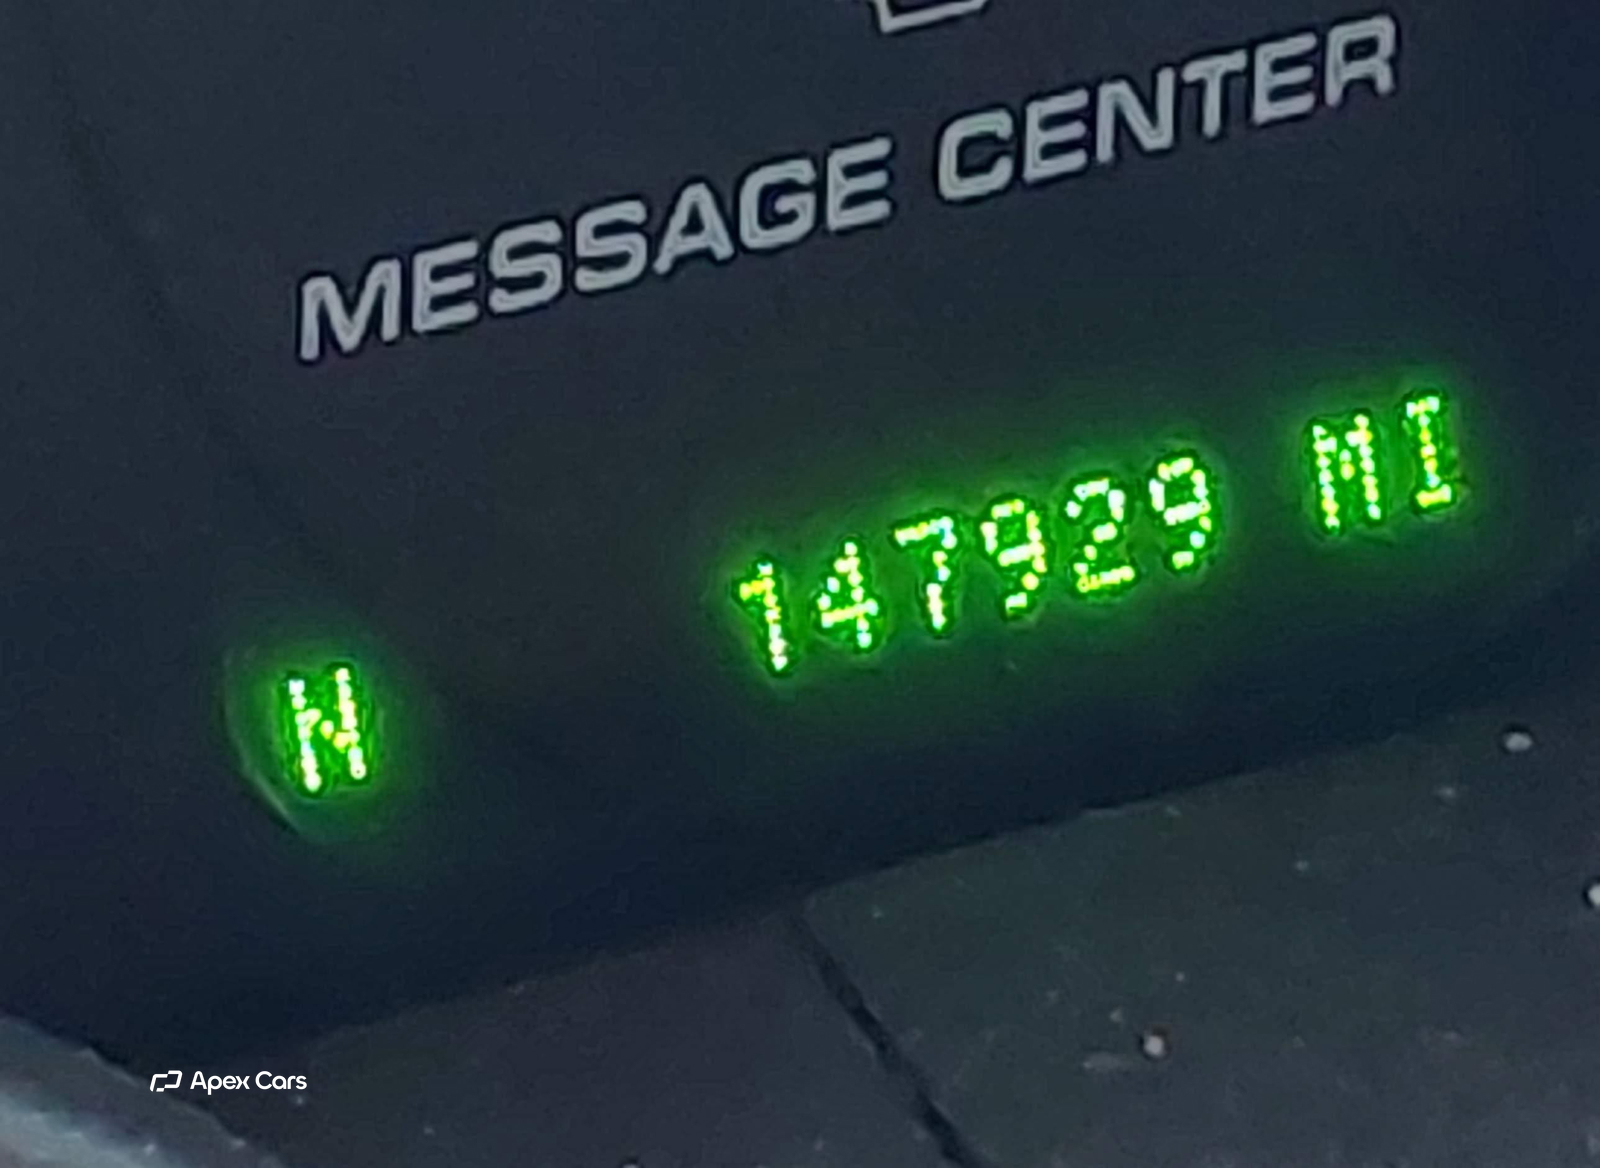 MESSAGE CENTER
N 147929 MI
Apex Cars